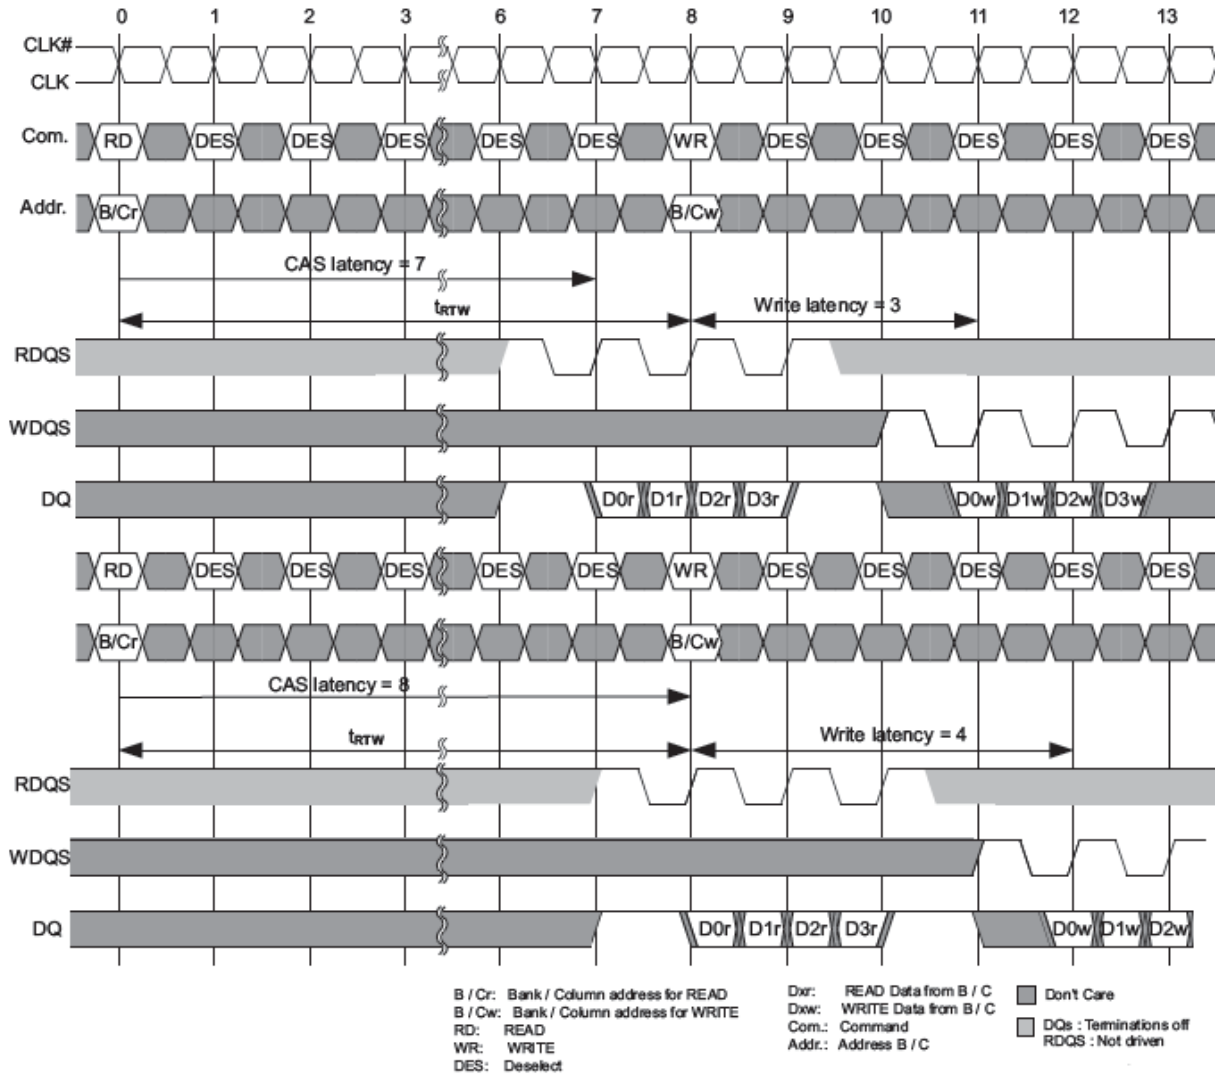 0 1 2 3 6 7 8 9 10 11 12 13
CLK#
CLK
Com. RD DES DES DES DES DES WR DES DES DES DES DES
Addr. B/Cr B/Cw
CAS latency = 7
tRTW Write latency = 3
RDQS
WDQS
DQ D0r D1r D2r D3r D0w D1w D2w D3w
RD DES DES DES DES DES WR DES DES DES DES DES
B/Cr B/Cw
CAS latency = 8
tRTW Write latency = 4
RDQS
WDQS
DQ D0r D1r D2r D3r D0w D1w D2w
B / Cr: Bank / Column address for READ
B / Cw: Bank / Column address for WRITE
RD: READ
WR: WRITE
DES: Deselect
Dxr: READ Data from B / C
Dxw: WRITE Data from B / C
Com.: Command
Addr.: Address B / C
Don't Care
DQs : Terminations off
RDQS : Not driven